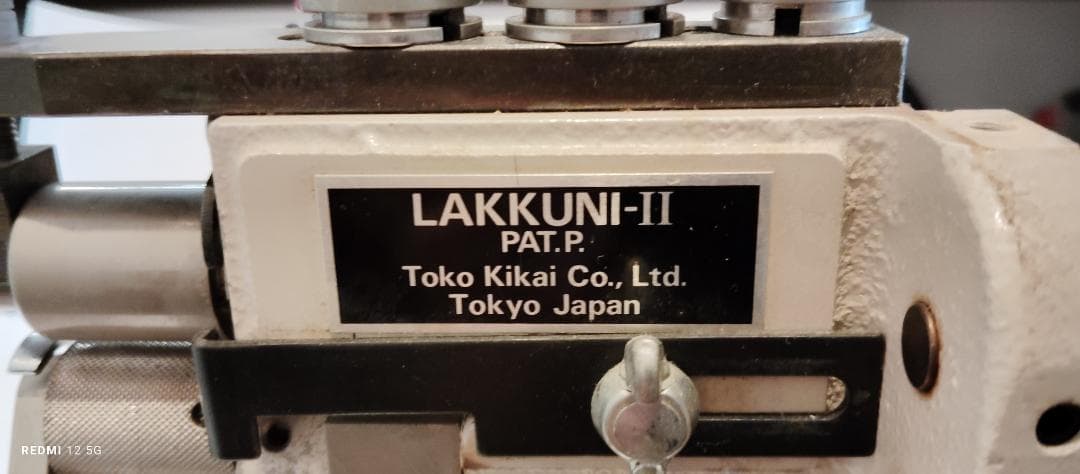 LAKKUNI-II
PAT.P.
Toko Kikai Co., Ltd.
Tokyo Japan
REDMI 12 5G